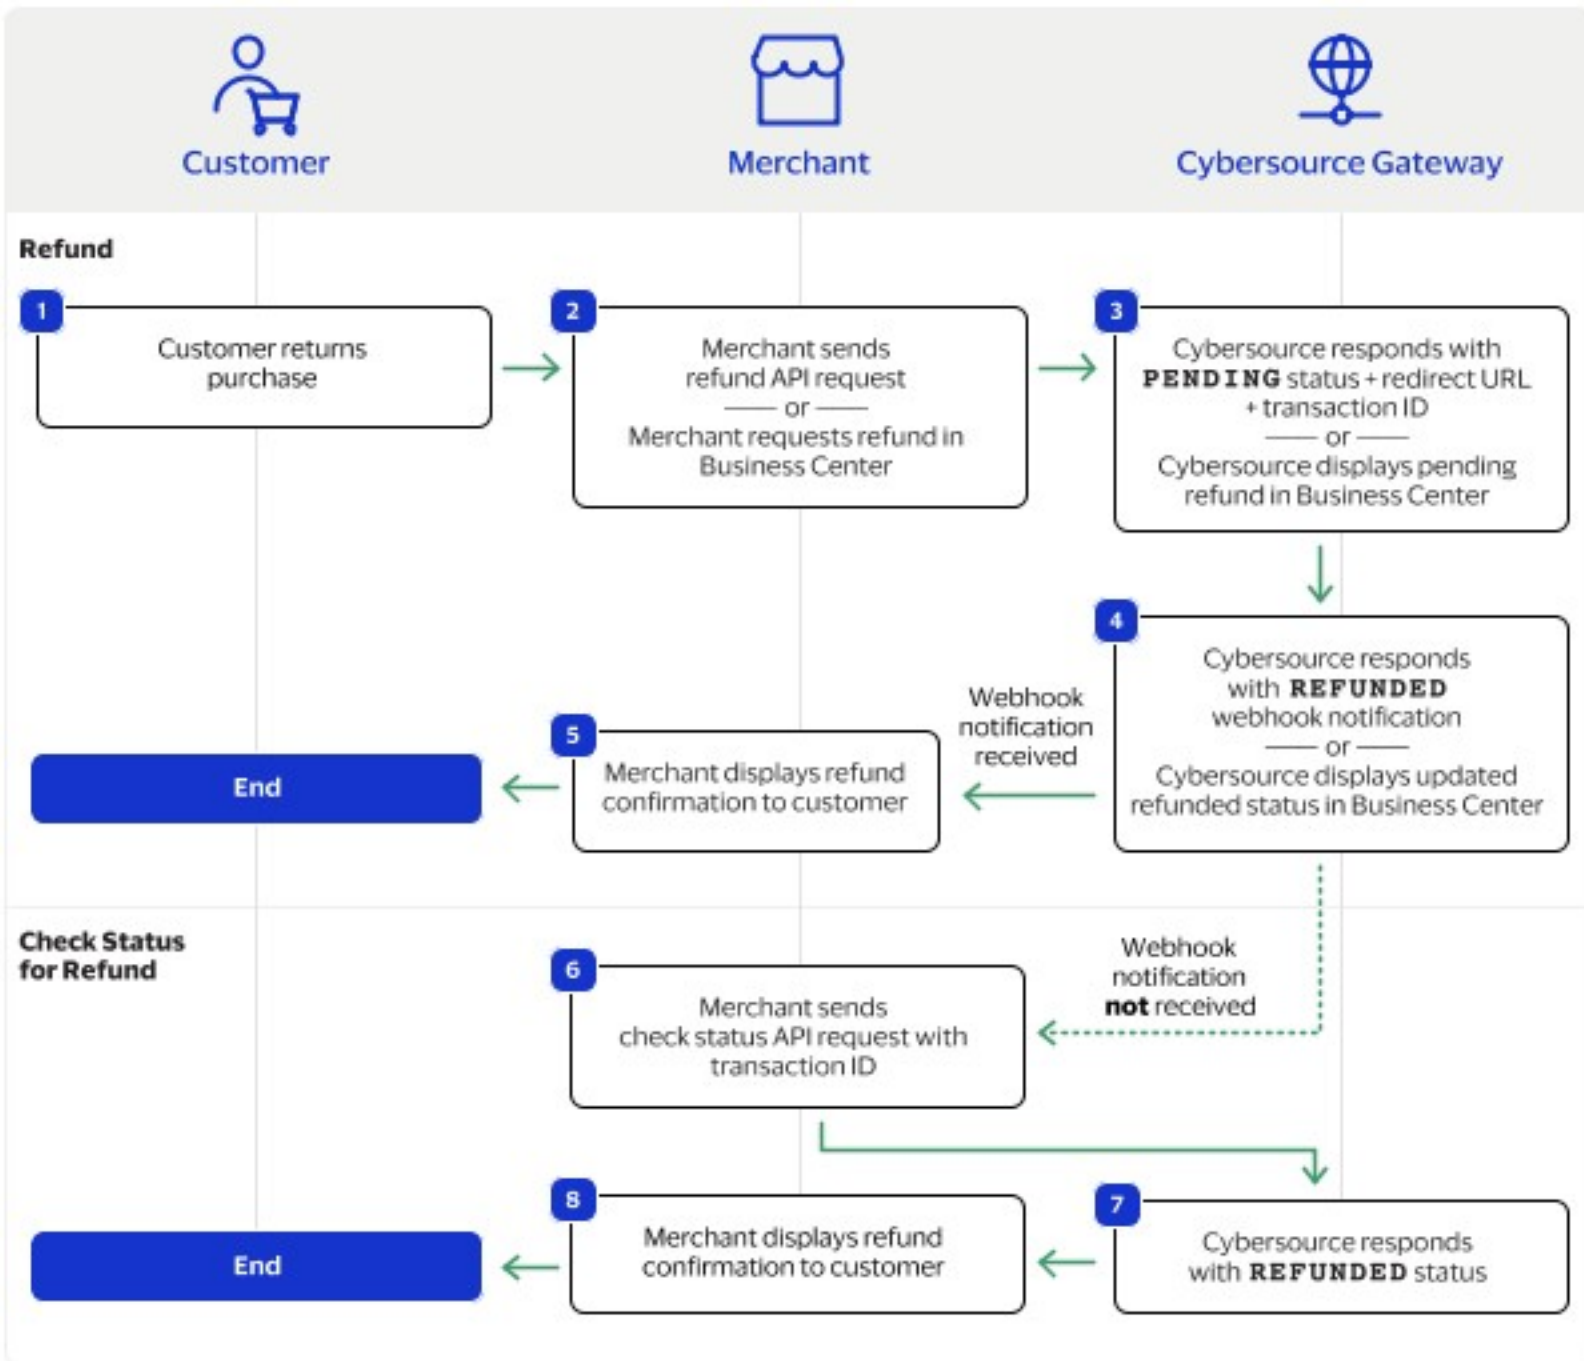 Customer
Merchant
Cybersource Gateway
Refund
1
Customer returns
purchase
2
Merchant sends
refund API request
or
Merchant requests refund in
Business Center
3
Cybersource responds with
PENDING status + redirect URL
+ transaction ID
or
Cybersource displays pending
refund in Business Center
4
Cybersource responds
with REFUNDED
webhook notification
or
Cybersource displays updated
refunded status in Business Center
Webhook
notification
received
5
Merchant displays refund
confirmation to customer
End
Check Status
for Refund
Webhook
notification
not received
6
Merchant sends
check status API request with
transaction ID
7
Cybersource responds
with REFUNDED status
8
Merchant displays refund
confirmation to customer
End